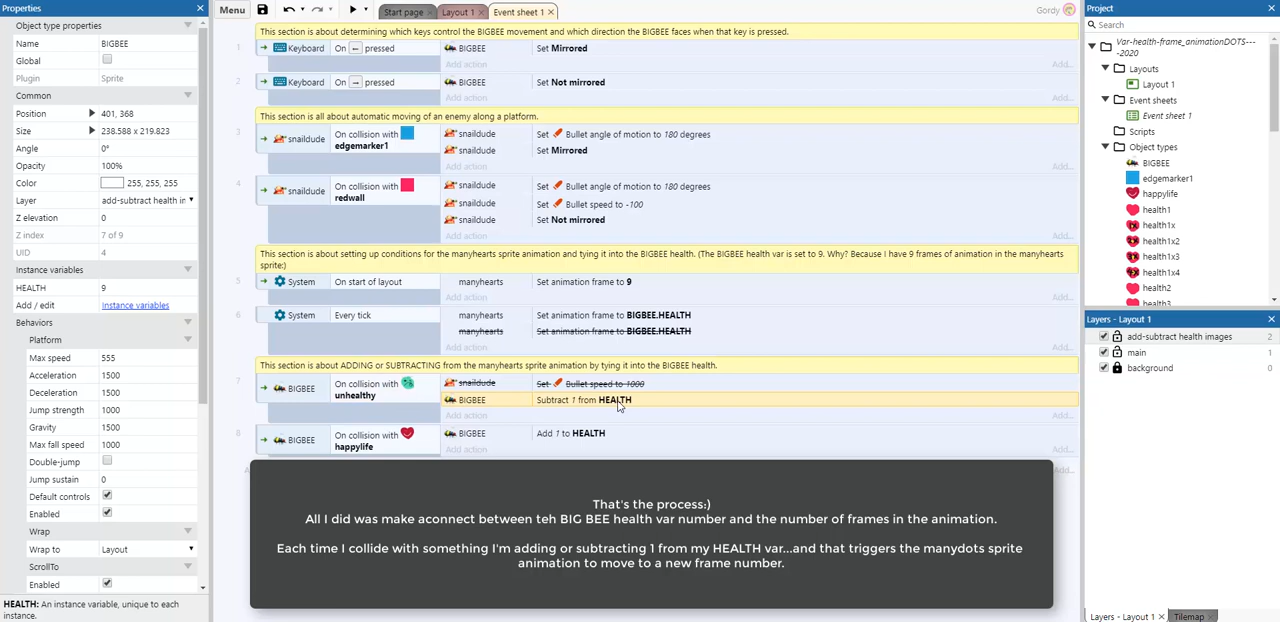 Properties
Menu
Start page
Layout 1
Event sheet 1
Gordy
Project
Object type properties
Name BIGBEE
Global
Plugin Sprite
Common
Position 401, 368
Size 238.588 x 219.823
Angle 0°
Opacity 100%
Color 255, 255, 255
Layer add-subtract health in
Z elevation 0
Z index 7 of 9
UID 4
Instance variables
HEALTH 9
Add / edit Instance variables
Behaviors
Platform
Max speed 555
Acceleration 1500
Deceleration 1500
Jump strength 1000
Gravity 1500
Max fall speed 1000
Double-jump
Jump sustain 0
Default controls
Enabled
Wrap
Wrap to Layout
ScrollTo
Enabled
HEALTH: An instance variable, unique to each
instance.
This section is about determining which keys control the BIGBEE movement and which direction the BIGBEE faces when that key is pressed.
1 Keyboard On ← pressed BIGBEE Set Mirrored
Add action Add...
2 Keyboard On → pressed BIGBEE Set Not mirrored
Add action Add...
This section is all about automatic moving of an enemy along a platform.
3 snaildude On collision with edgemarker1 snaildude Set Bullet angle of motion to 180 degrees
snaildude Set Mirrored
Add action Add...
4 snaildude On collision with redwall snaildude Set Bullet angle of motion to 180 degrees
snaildude Set Bullet speed to -100
snaildude Set Not mirrored
Add action Add...
This section is about setting up conditions for the manyhearts sprite animation and tying it into the BIGBEE health. (The BIGBEE health var is set to 9. Why? Because I have 9 frames of animation in the manyhearts
sprite:)
5 System On start of layout manyhearts Set animation frame to 9
Add action Add...
6 System Every tick manyhearts Set animation frame to BIGBEE.HEALTH
manyhearts Set animation frame to BIGBEE.HEALTH
Add action Add...
This section is about ADDING or SUBTRACTING from the manyhearts sprite animation by tying it into the BIGBEE health.
7 BIGBEE On collision with unhealthy snaildude Set Bullet speed to 1000
BIGBEE Subtract 1 from HEALTH
Add action Add...
8 BIGBEE On collision with happylife BIGBEE Add 1 to HEALTH
Add action Add...
That's the process:)
All I did was make aconnect between teh BIG BEE health var number and the number of frames in the animation.
Each time I collide with something I'm adding or subtracting 1 from my HEALTH var...and that triggers the manydots sprite
animation to move to a new frame number.
Search
Var-health-frame_animationDOTS---
-2020
Layouts
Layout 1
Event sheets
Event sheet 1
Scripts
Object types
BIGBEE
edgemarker1
happylife
health1
health1x
health1x2
health1x3
health1x4
health2
health3
Layers - Layout 1
add-subtract health images 2
main 1
background 0
Layers - Layout 1
Tilemap